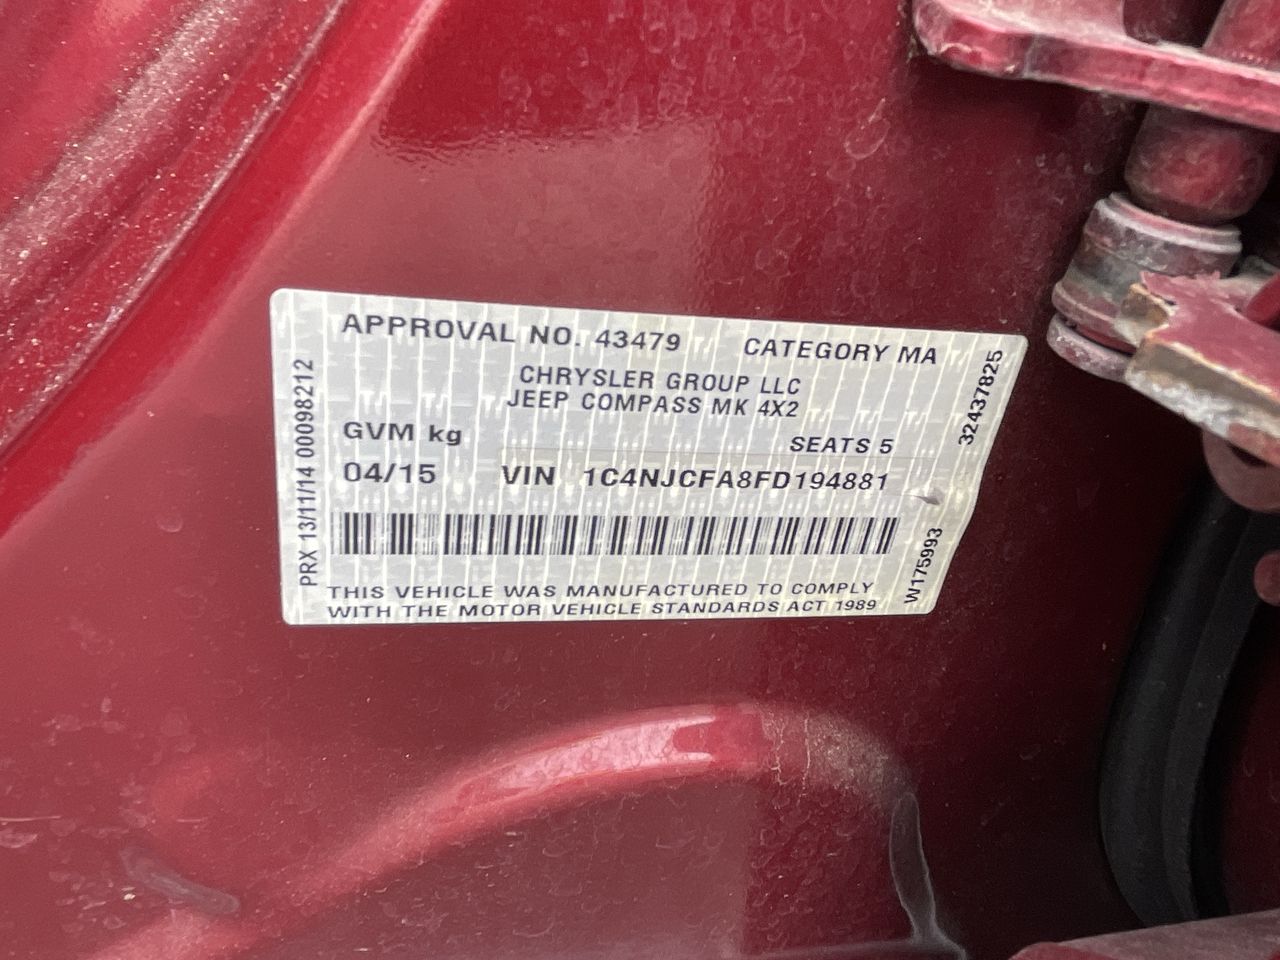 APPROVAL NO. 43479 CATEGORY MA
CHRYSLER GROUP LLC
JEEP COMPASS MK 4X2
GVM kg SEATS 5
04/15 VIN 1C4NJCFA8FD194881
THIS VEHICLE WAS MANUFACTURED TO COMPLY
WITH THE MOTOR VEHICLE STANDARDS ACT 1989
PRX 13/11/14 00098212
32437825
W175993